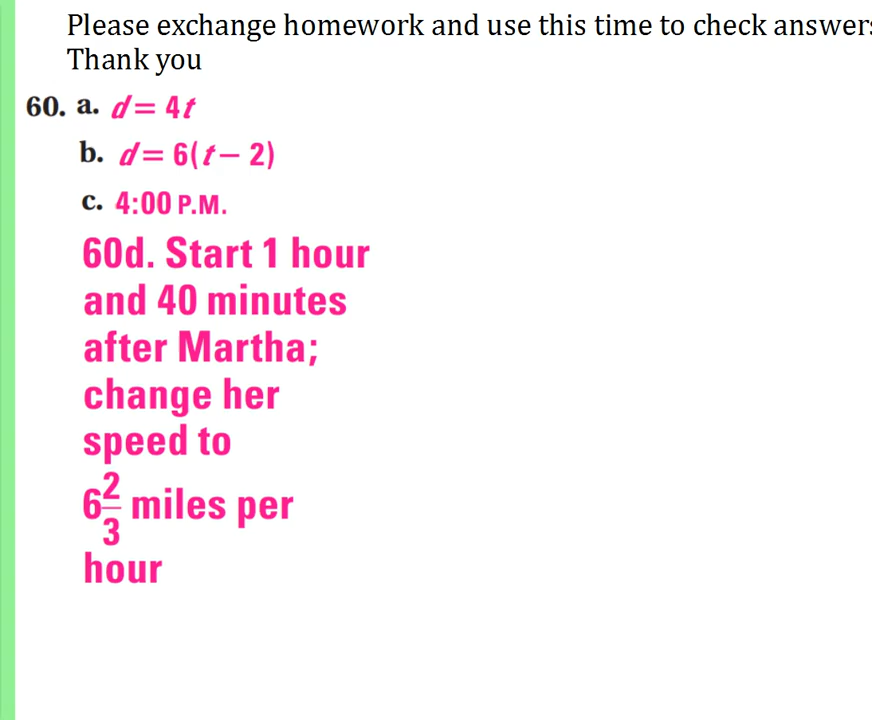 Please exchange homework and use this time to check answers
Thank you
60. a. d = 4t
b. d = 6(t – 2)
c. 4:00 P.M.
60d. Start 1 hour
and 40 minutes
after Martha;
change her
speed to
6 2/3 miles per
hour